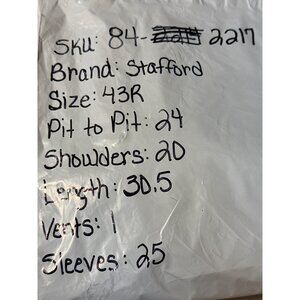 SKU: 84- 2217
Brand: Stafford
Size: 43R
Pit to Pit: 24
Shoulders: 20
Length: 30.5
Vents: 1
Sleeves: 25